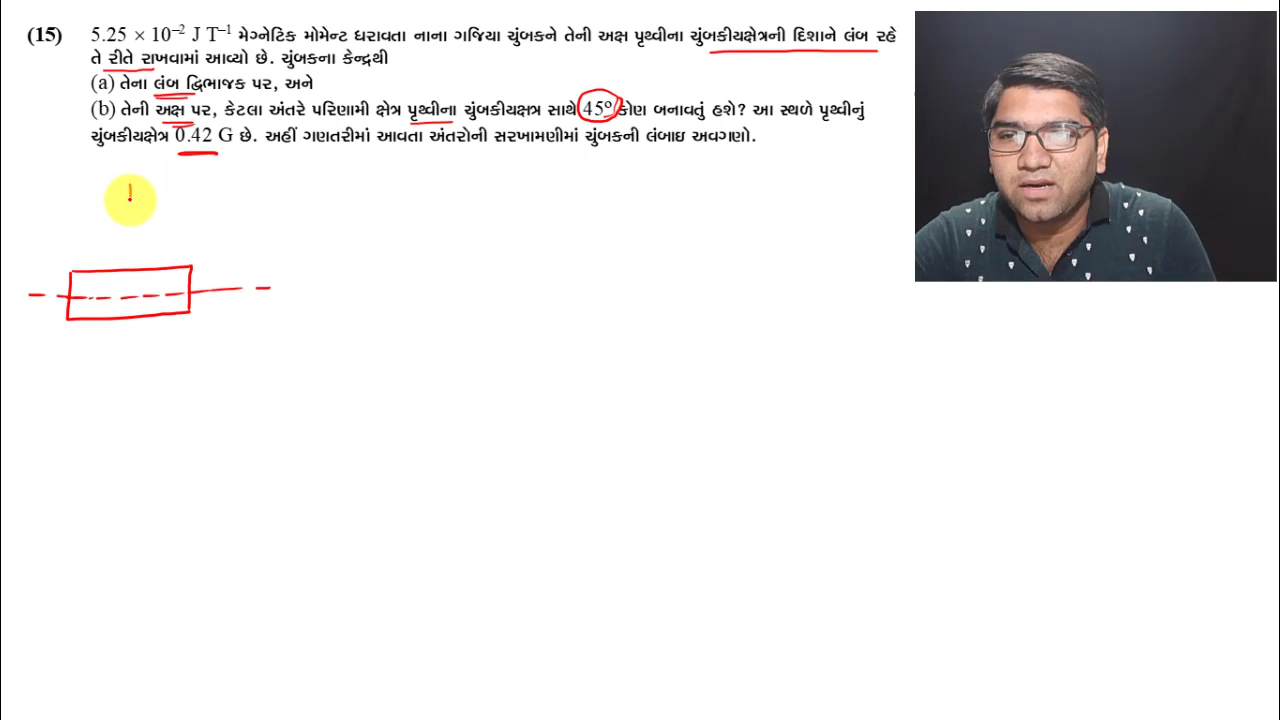 (15) 5.25 × 10⁻² J T⁻¹ મેગ્નેટિક મોમેન્ટ ધરાવતા નાના ગજિયા ચુંબકને તેની અક્ષ પૃથ્વીના ચુંબકીયક્ષેત્રની દિશાને લંબ રહે
તે રીતે રાખવામાં આવ્યો છે. ચુંબકના કેન્દ્રથી
(a) તેના લંબ દ્વિભાજક પર, અને
(b) તેની અક્ષ પર, કેટલા અંતરે પરિણામી ક્ષેત્ર પૃથ્વીના ચુંબકીયક્ષત્ર સાથે 45° કોણ બનાવતું હશે? આ સ્થળે પૃથ્વીનું
ચુંબકીયક્ષેત્ર 0.42 G છે. અહીં ગણતરીમાં આવતા અંતરોની સરખામણીમાં ચુંબકની લંબાઇ અવગણો.